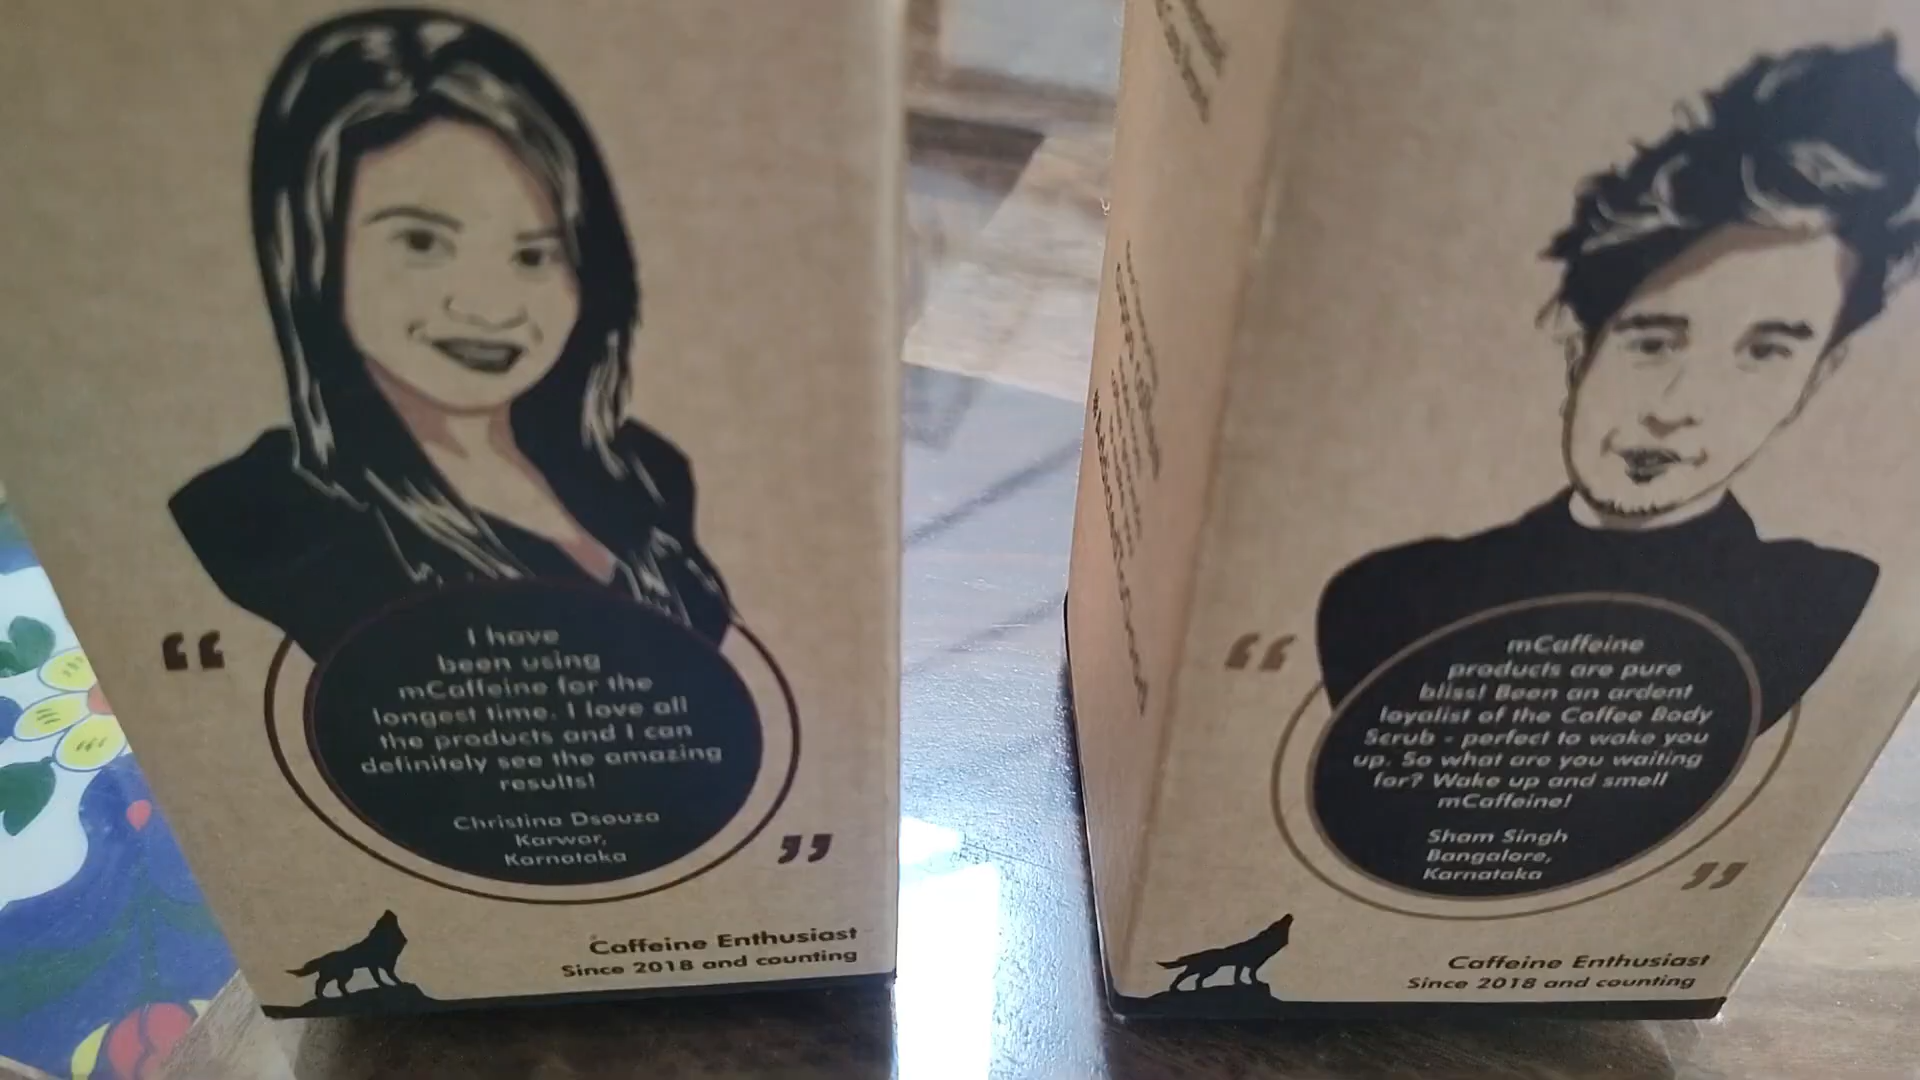 I have
been using
mCaffeine for the
longest time. I love all
the products and I can
definitely see the amazing
results!
Christina Dsouza
Karwar,
Karnataka
Caffeine Enthusiast
Since 2018 and counting
mCaffeine
products are pure
bliss! Been an ardent
loyalist of the Coffee Body
Scrub - perfect to wake you
up. So what are you waiting
for? Wake up and smell
mCaffeine!
Sham Singh
Bangalore,
Karnataka
Caffeine Enthusiast
Since 2018 and counting